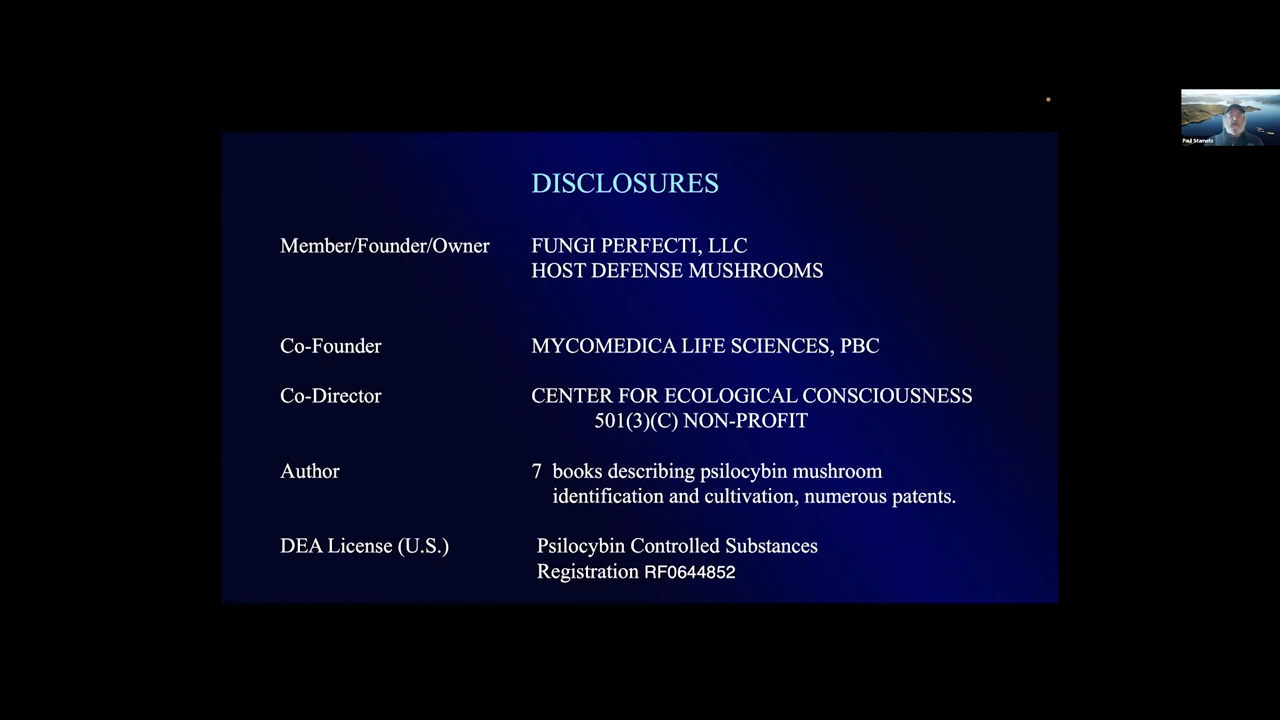 DISCLOSURES
Member/Founder/Owner FUNGI PERFECTI, LLC
HOST DEFENSE MUSHROOMS
Co-Founder MYCOMEDICA LIFE SCIENCES, PBC
Co-Director CENTER FOR ECOLOGICAL CONSCIOUSNESS
501(3)(C) NON-PROFIT
Author 7 books describing psilocybin mushroom
identification and cultivation, numerous patents.
DEA License (U.S.) Psilocybin Controlled Substances
Registration RF0644852
Paul Stamets